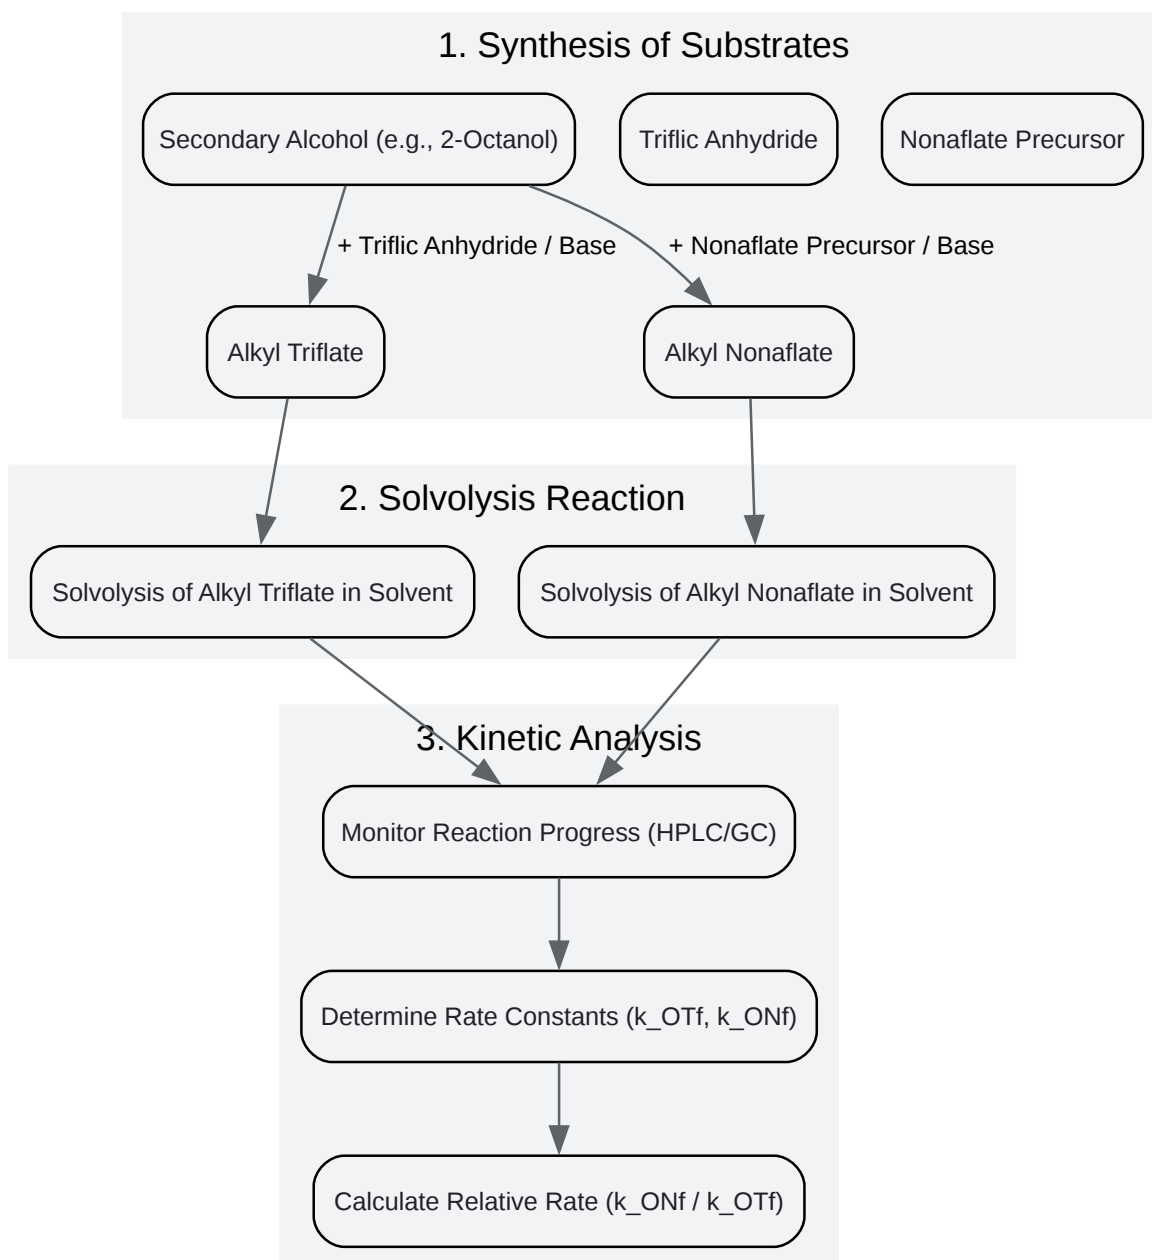 1. Synthesis of Substrates
Secondary Alcohol (e.g., 2-Octanol)
Triflic Anhydride
Nonaflate Precursor
+ Triflic Anhydride / Base
+ Nonaflate Precursor / Base
Alkyl Triflate
Alkyl Nonaflate
2. Solvolysis Reaction
Solvolysis of Alkyl Triflate in Solvent
Solvolysis of Alkyl Nonaflate in Solvent
3. Kinetic Analysis
Monitor Reaction Progress (HPLC/GC)
Determine Rate Constants (k_OTf, k_ONf)
Calculate Relative Rate (k_ONf / k_OTf)